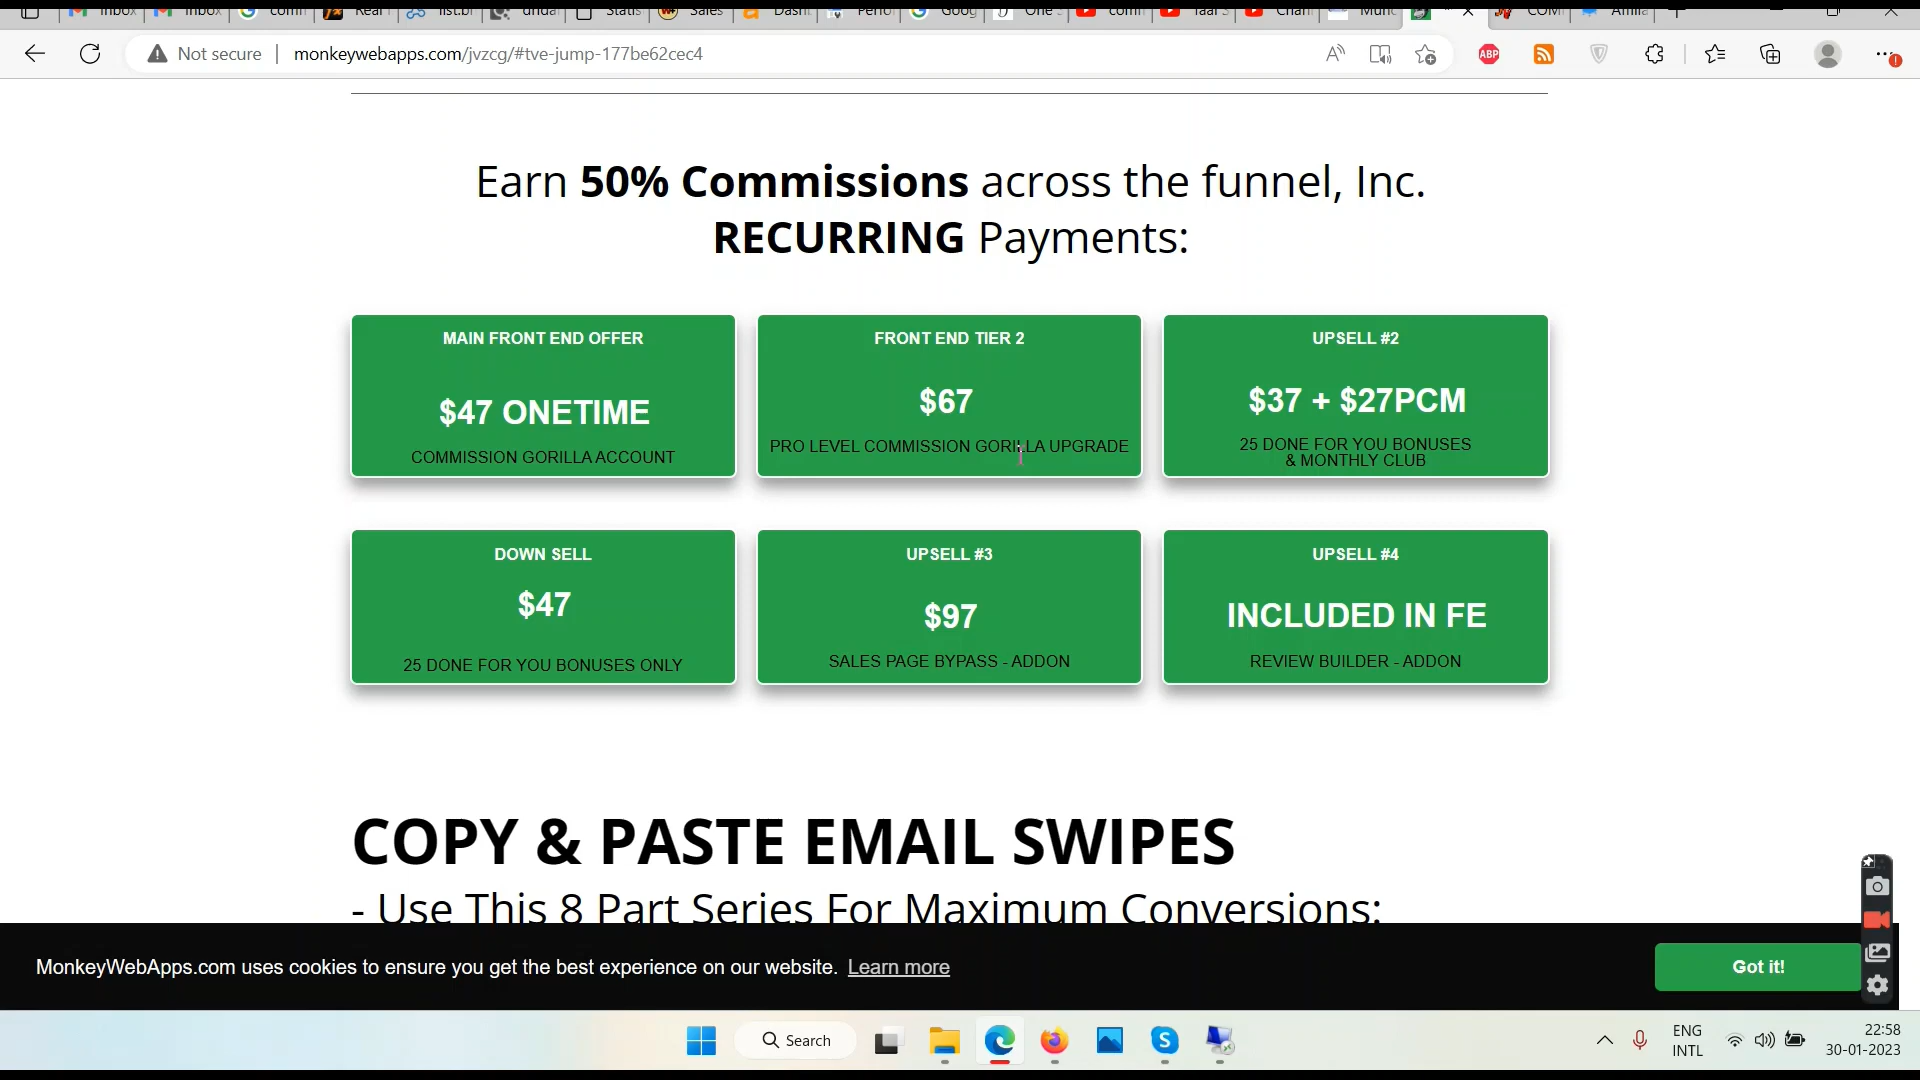 Inbox
Inbox
Sales
YouTube
Not secure
monkeywebapps.com/jvzcg/#tve-jump-177be62cec4
ABP
Earn 50% Commissions across the funnel, Inc.
RECURRING Payments:
MAIN FRONT END OFFER
$47 ONETIME
COMMISSION GORILLA ACCOUNT
FRONT END TIER 2
$67
PRO LEVEL COMMISSION GORILLA UPGRADE
UPSELL #2
$37 + $27PCM
25 DONE FOR YOU BONUSES
& MONTHLY CLUB
DOWN SELL
$47
25 DONE FOR YOU BONUSES ONLY
UPSELL #3
$97
SALES PAGE BYPASS - ADDON
UPSELL #4
INCLUDED IN FE
REVIEW BUILDER - ADDON
COPY & PASTE EMAIL SWIPES
- Use This 8 Part Series For Maximum Conversions:
MonkeyWebApps.com uses cookies to ensure you get the best experience on our website. Learn more
Got it!
Search
ENG
INTL
22:58
30-01-2023